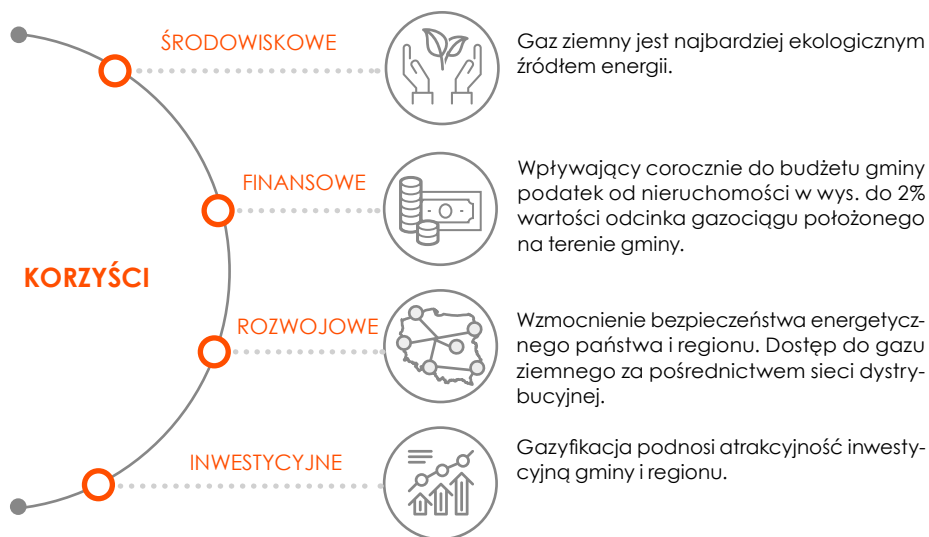 ŚRODOWISKOWE
Gaz ziemny jest najbardziej ekologicznym
źródłem energii.
FINANSOWE
Wpływający corocznie do budżetu gminy
podatek od nieruchomości w wys. do 2%
wartości odcinka gazociągu położonego
na terenie gminy.
KORZYŚCI
ROZWOJOWE
Wzmocnienie bezpieczeństwa energetycz-
nego państwa i regionu. Dostęp do gazu
ziemnego za pośrednictwem sieci dystry-
bucyjnej.
INWESTYCYJNE
Gazyfikacja podnosi atrakcyjność inwesty-
cyjną gminy i regionu.